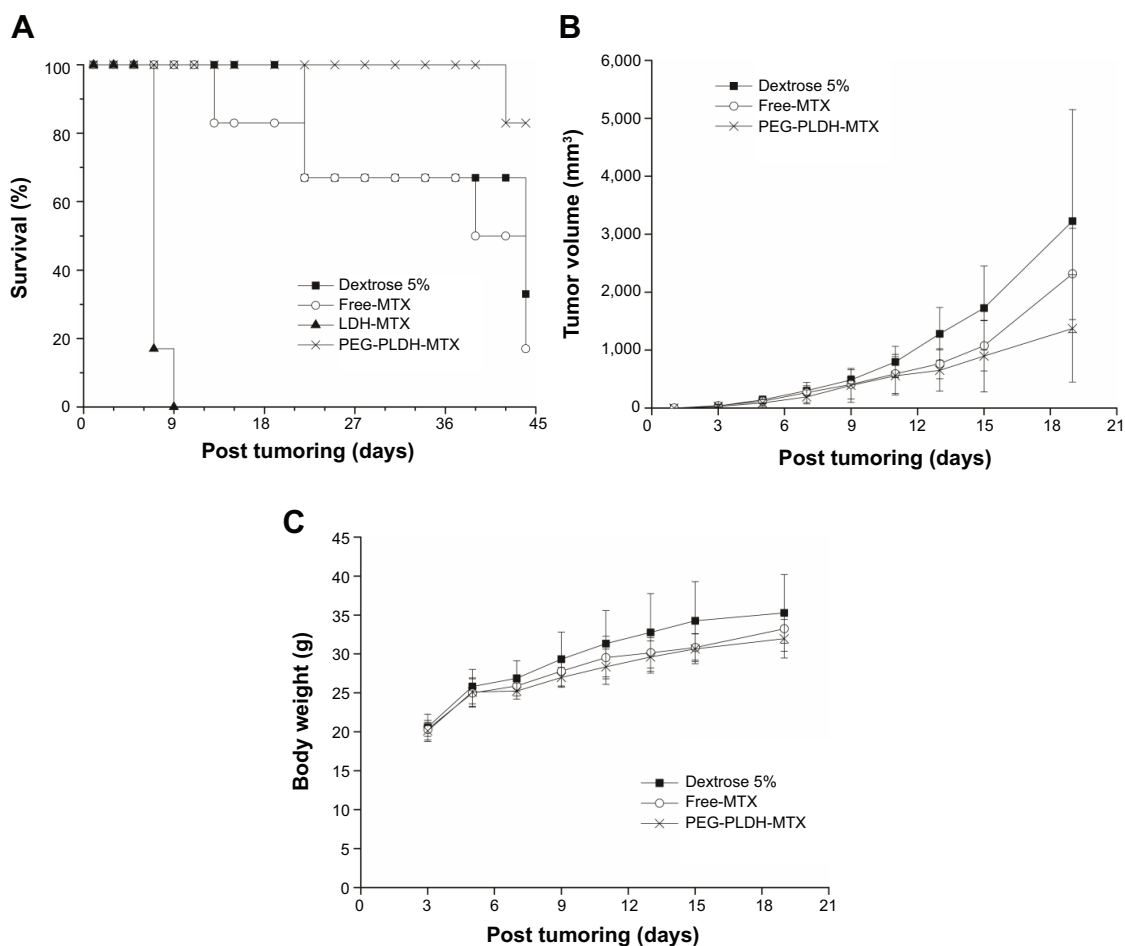 A
Survival (%)
100
80
60
40
20
0
0
9
18
27
36
45
Post tumoring (days)
Dextrose 5%
Free-MTX
LDH-MTX
PEG-PLDH-MTX
B
Tumor volume (mm³)
6,000
5,000
4,000
3,000
2,000
1,000
0
0
3
6
9
12
15
18
21
Post tumoring (days)
Dextrose 5%
Free-MTX
PEG-PLDH-MTX
C
Body weight (g)
45
40
35
30
25
20
15
10
5
0
0
3
6
9
12
15
18
21
Post tumoring (days)
Dextrose 5%
Free-MTX
PEG-PLDH-MTX